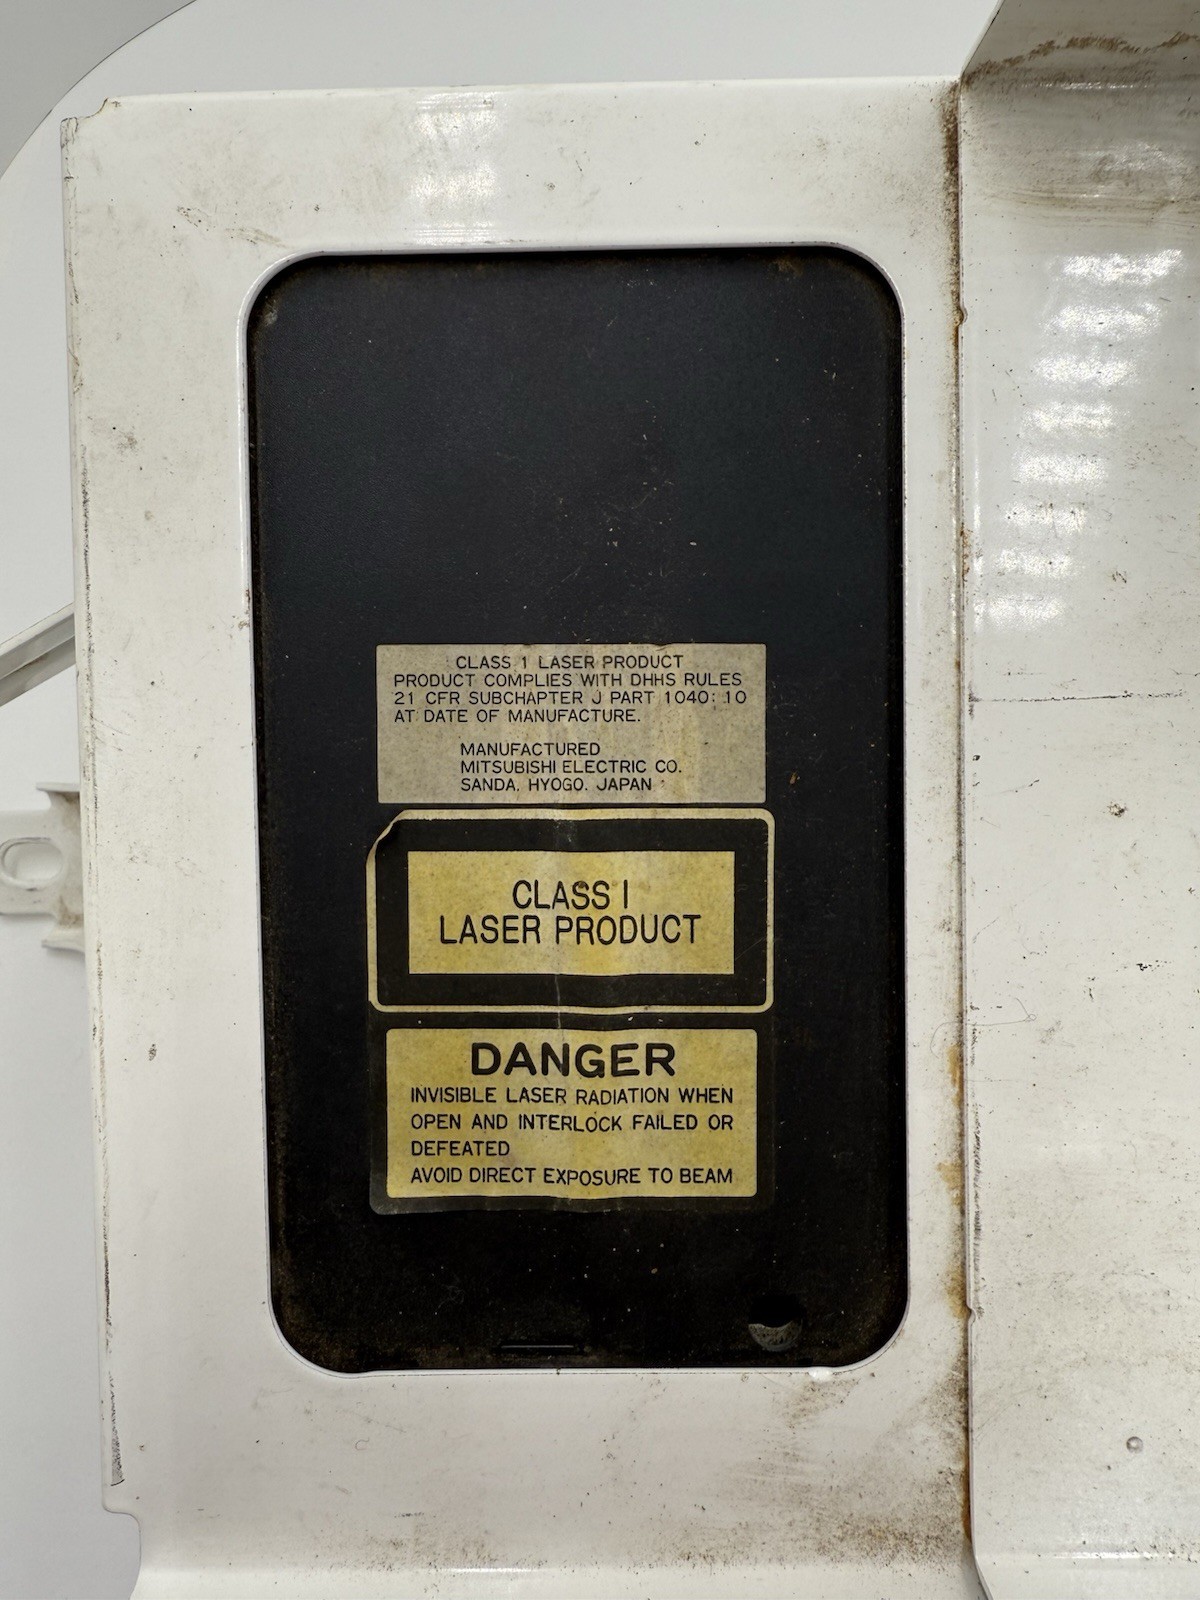 CLASS 1 LASER PRODUCT
PRODUCT COMPLIES WITH DHHS RULES
21 CFR SUBCHAPTER J PART 1040: 10
AT DATE OF MANUFACTURE.
MANUFACTURED
MITSUBISHI ELECTRIC CO.
SANDA, HYOGO. JAPAN
CLASS I
LASER PRODUCT
DANGER
INVISIBLE LASER RADIATION WHEN
OPEN AND INTERLOCK FAILED OR
DEFEATED
AVOID DIRECT EXPOSURE TO BEAM